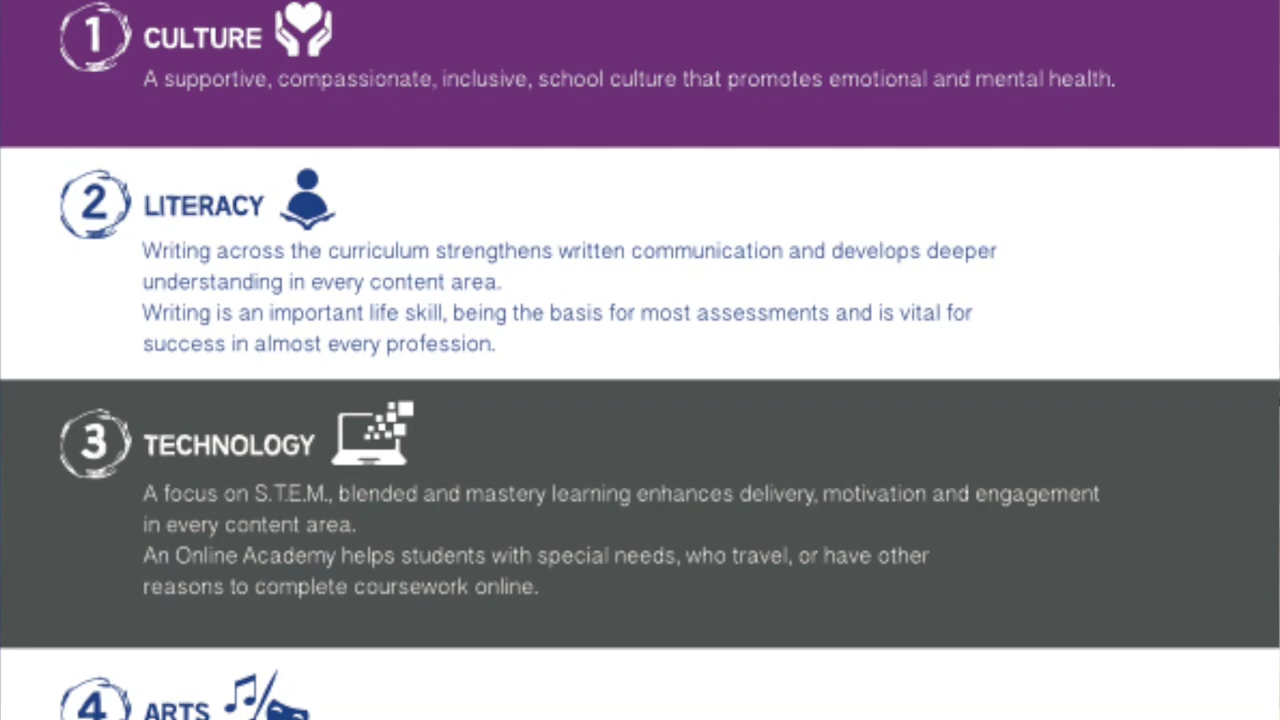 1 CULTURE
A supportive, compassionate, inclusive, school culture that promotes emotional and mental health.
2 LITERACY
Writing across the curriculum strengthens written communication and develops deeper
understanding in every content area.
Writing is an important life skill, being the basis for most assessments and is vital for
success in almost every profession.
3 TECHNOLOGY
A focus on S.T.E.M., blended and mastery learning enhances delivery, motivation and engagement
in every content area.
An Online Academy helps students with special needs, who travel, or have other
reasons to complete coursework online.
4 ARTS